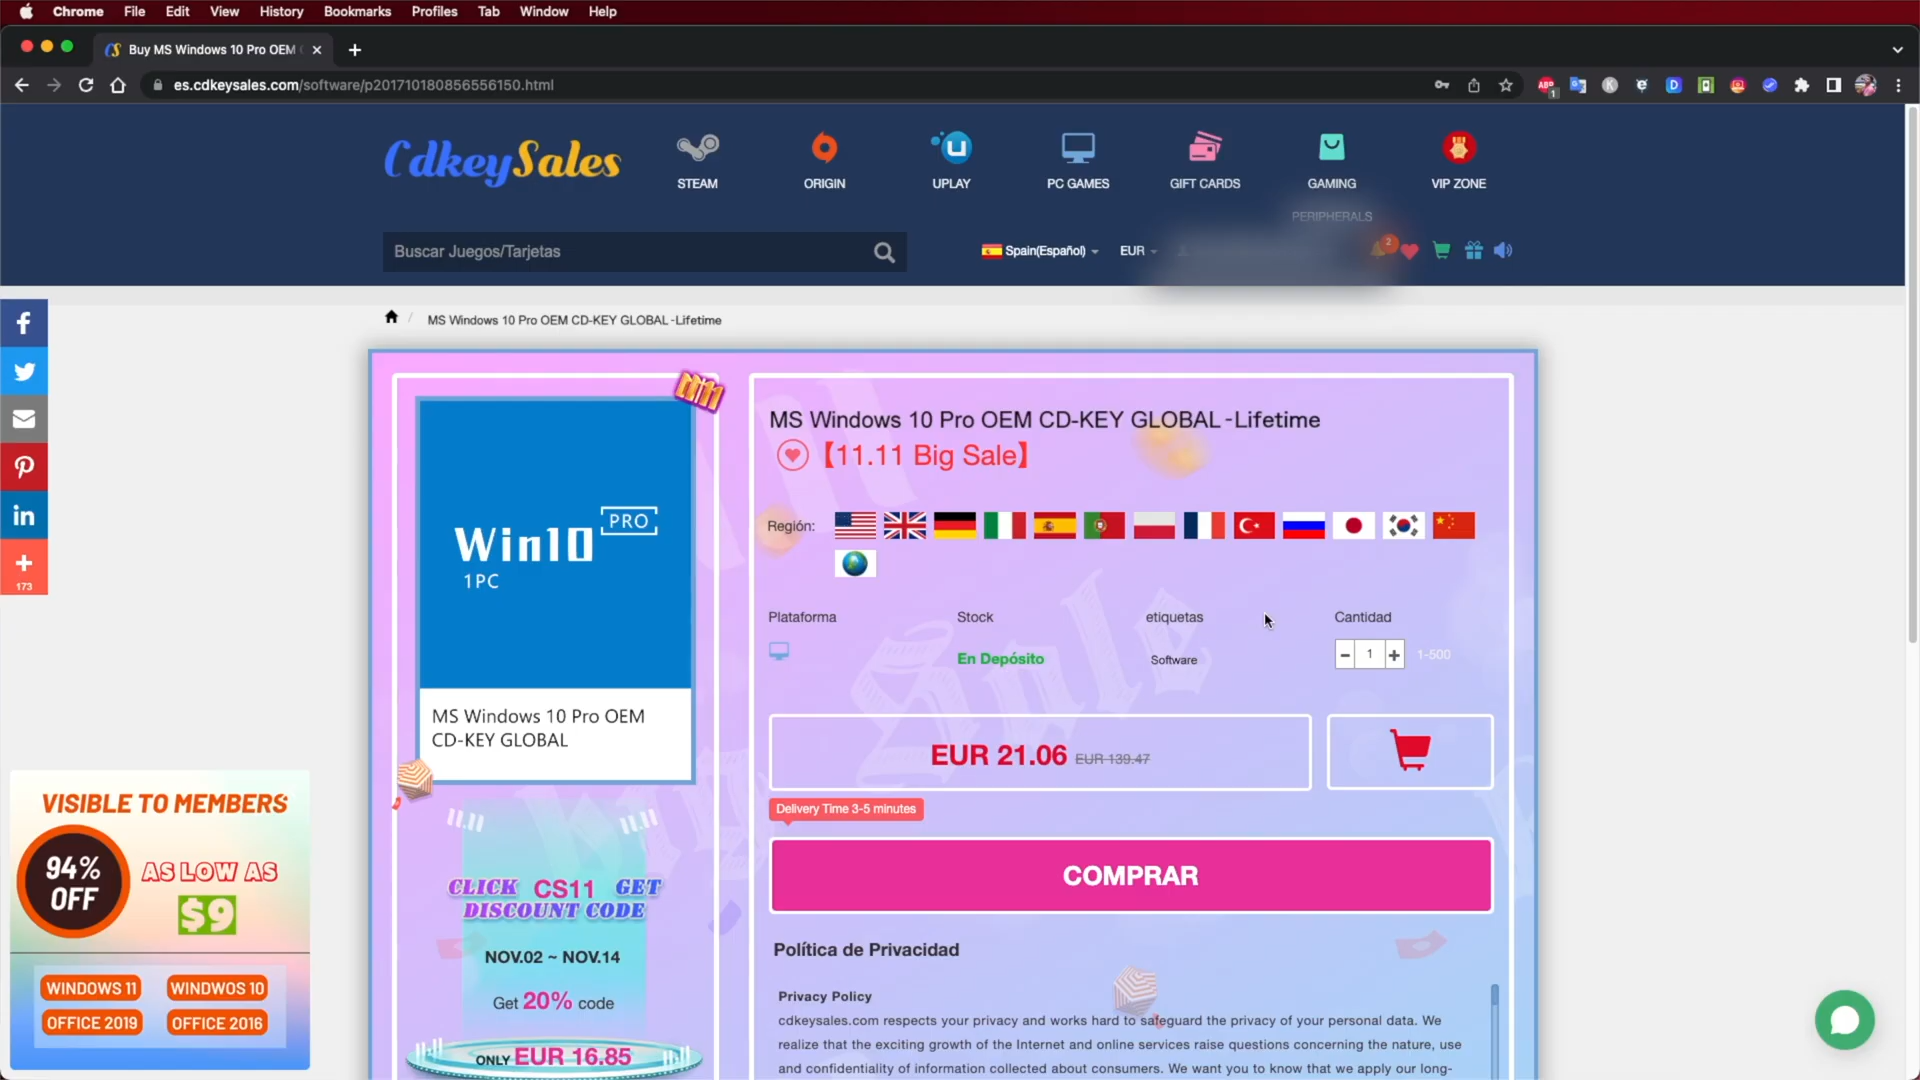 Chrome File Edit View History Bookmarks Profiles Tab Window Help
Buy MS Windows 10 Pro OEM
es.cdkeysales.com/software/p201710180856556150.html
ABP
1
K
D
CdkeySales
STEAM
ORIGIN
UPLAY
PC GAMES
GIFT CARDS
GAMING
PERIPHERALS
VIP ZONE
Buscar Juegos/Tarjetas
Spain(Español)
EUR
2
MS Windows 10 Pro OEM CD-KEY GLOBAL -Lifetime
173
11.11
Win10 PRO
1PC
MS Windows 10 Pro OEM
CD-KEY GLOBAL
11.11 11.11
CLICK CS11 GET
DISCOUNT CODE
NOV.02 ~ NOV.14
Get 20% code
ONLY EUR 16.85
MS Windows 10 Pro OEM CD-KEY GLOBAL -Lifetime
【11.11 Big Sale】
Región:
Plataforma
Stock
En Depósito
etiquetas
Software
Cantidad
1
1-500
EUR 21.06 EUR 139.47
Delivery Time 3-5 minutes
COMPRAR
Política de Privacidad
Privacy Policy
cdkeysales.com respects your privacy and works hard to safeguard the privacy of your personal data. We
realize that the exciting growth of the Internet and online services raise questions concerning the nature, use
and confidentiality of information collected about consumers. We want you to know that we apply our long-
VISIBLE TO MEMBERS
94%
OFF
AS LOW AS
$9
WINDOWS 11
WINDWOS 10
OFFICE 2019
OFFICE 2016